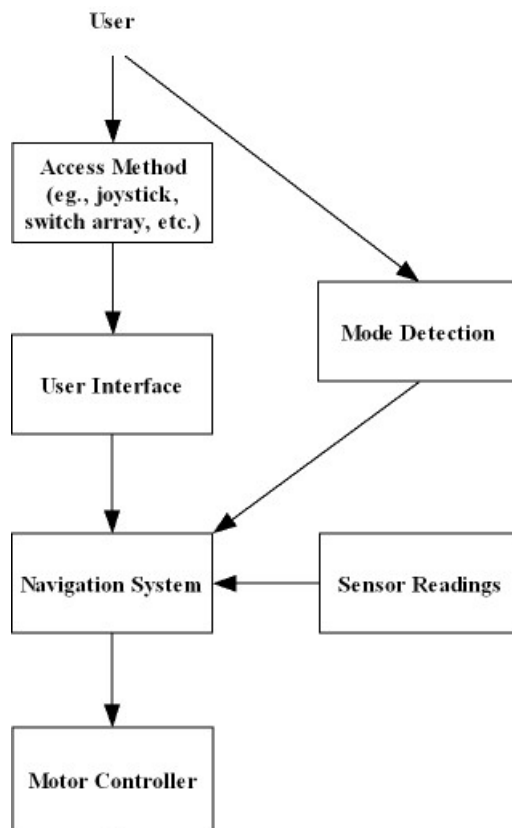 User
Access Method
(eg., joystick,
switch array, etc.)
Mode Detection
User Interface
Navigation System
Sensor Readings
Motor Controller